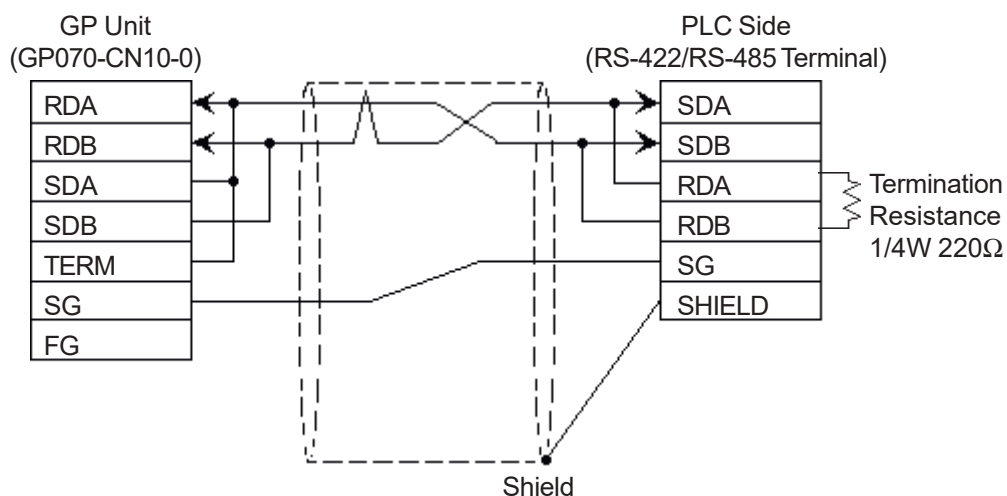 GP Unit
(GP070-CN10-0)
RDA
RDB
SDA
SDB
TERM
SG
FG
PLC Side
(RS-422/RS-485 Terminal)
SDA
SDB
RDA
RDB
SG
SHIELD
Termination
Resistance
1/4W 220Ω
Shield